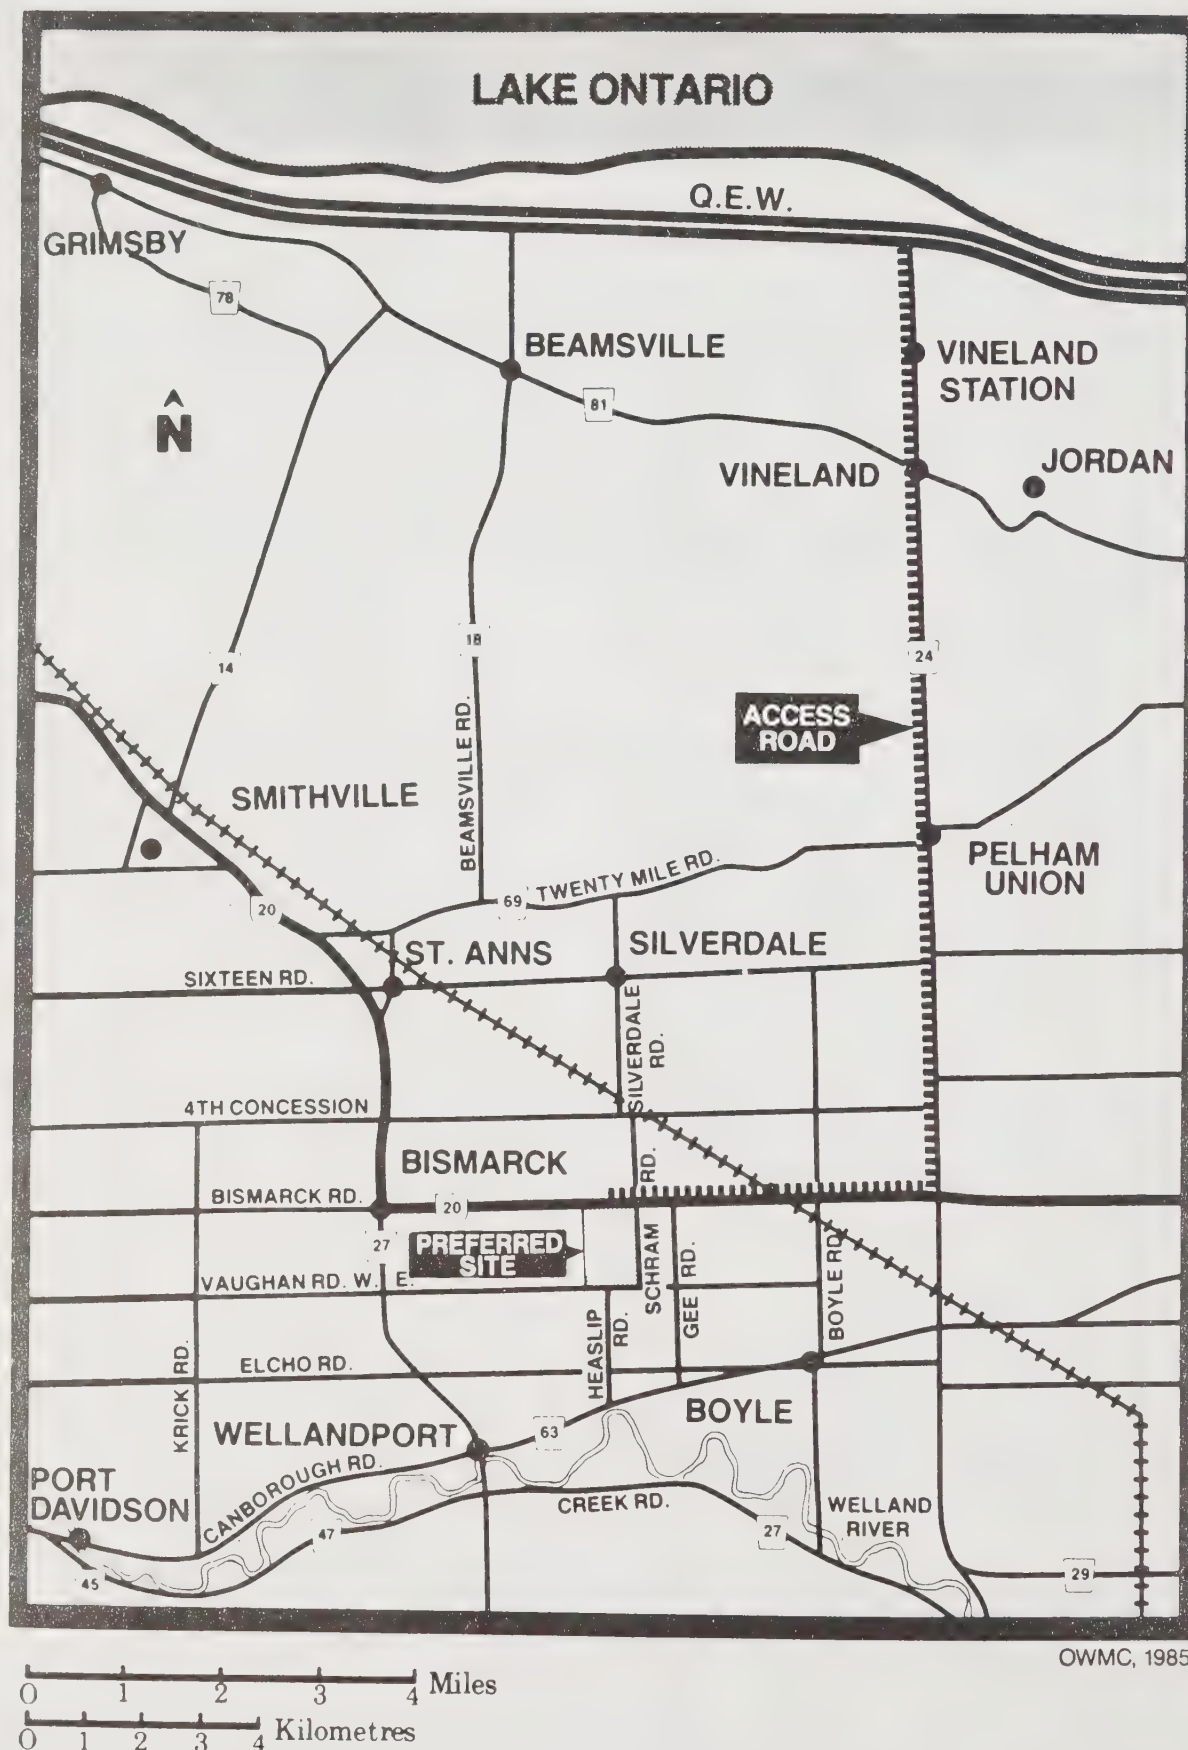 LAKE ONTARIO
Q.E.W.
GRIMSBY
78
BEAMSVILLE
VINELAND
STATION
81
N
VINELAND
JORDAN
14
18
24
BEAMSVILLE RD.
ACCESS
ROAD
SMITHVILLE
PELHAM
UNION
TWENTY MILE RD.
69
20
ST. ANNS
SILVERDALE
SIXTEEN RD.
SILVERDALE
RD.
4TH CONCESSION
BISMARCK
RD.
BISMARCK RD.
20
27
PREFERRED
SITE
SCHRAM
GEE RD.
BOYLE RD.
VAUGHAN RD. W. E.
HEASLIP
RD.
ELCHO RD.
KRICK RD.
BOYLE
WELLANDPORT
63
PORT
DAVIDSON
CANBOROUGH RD.
CREEK RD.
WELLAND
RIVER
47
27
45
29
OWMC, 1985
0 1 2 3 4 Miles
0 1 2 3 4 Kilometres